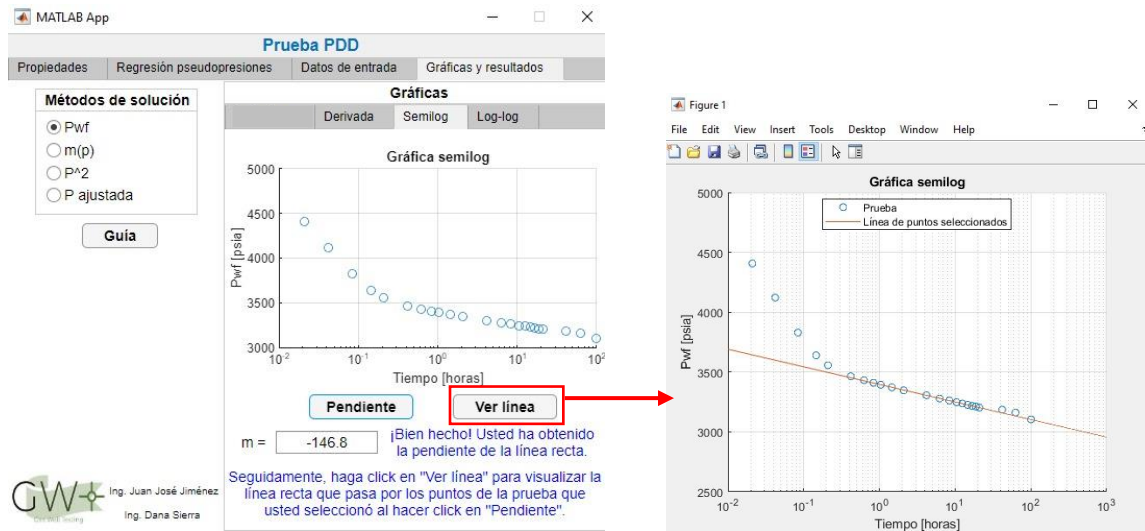 MATLAB App
Prueba PDD
Propiedades Regresión pseudopresiones Datos de entrada Gráficas y resultados
Métodos de solución
Pwf
m(p)
P^2
P ajustada
Guía
Gráficas
Derivada Semilog Log-log
Gráfica semilog
5000
4500
4000
3500
3000
Pwf [psia]
10^-2 10^-1 10^0 10^1 10^2
Tiempo [horas]
Pendiente Ver línea
m = -146.8
¡Bien hecho! Usted ha obtenido
la pendiente de la línea recta.
Seguidamente, haga click en "Ver línea" para visualizar la
línea recta que pasa por los puntos de la prueba que
usted seleccionó al hacer click en "Pendiente".
GW
Ing. Juan José Jiménez
Ing. Dana Sierra
Figure 1
File Edit View Insert Tools Desktop Window Help
Gráfica semilog
Prueba
Línea de puntos seleccionados
5000
4500
4000
3500
3000
2500
Pwf [psia]
10^-2 10^-1 10^0 10^1 10^2 10^3
Tiempo [horas]